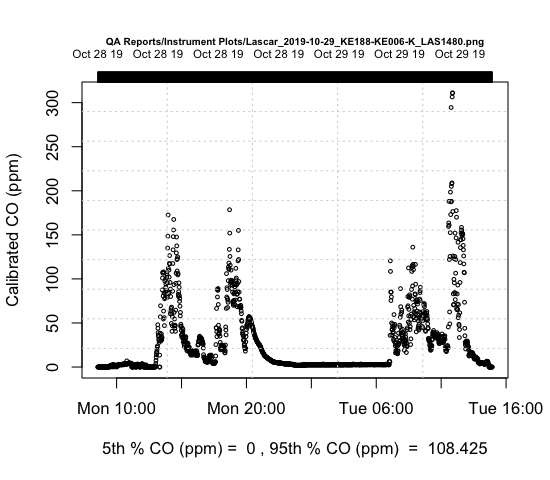 QA Reports/Instrument Plots/Lascar_2019-10-29_KE188-KE006-K_LAS1480.png
Oct 28 19 Oct 28 19 Oct 28 19 Oct 28 19 Oct 29 19 Oct 29 19 Oct 29 19
300
250
200
150
100
50
0
Calibrated CO (ppm)
Mon 10:00 Mon 20:00 Tue 06:00 Tue 16:00
5th % CO (ppm) = 0 , 95th % CO (ppm) = 108.425